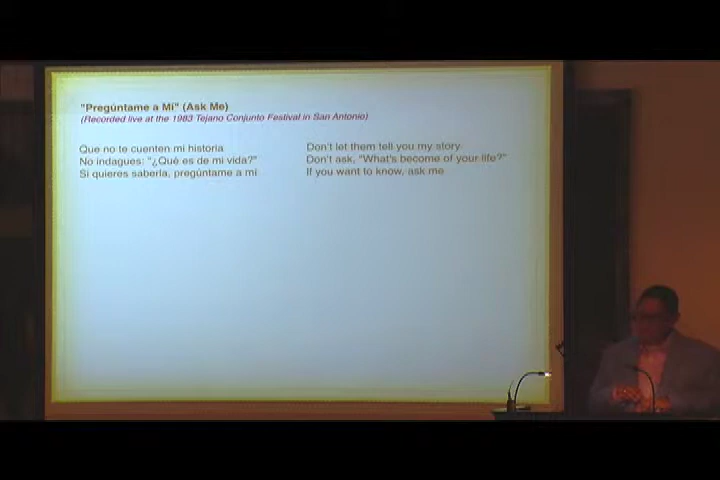 "Pregúntame a Mí" (Ask Me)
(Recorded live at the 1983 Tejano Conjunto Festival in San Antonio)
Que no te cuenten mi historia
No indagues: "¿Qué es de mi vida?"
Si quieres saberla, pregúntame a mí
Don't let them tell you my story
Don't ask, "What's become of your life?"
If you want to know, ask me